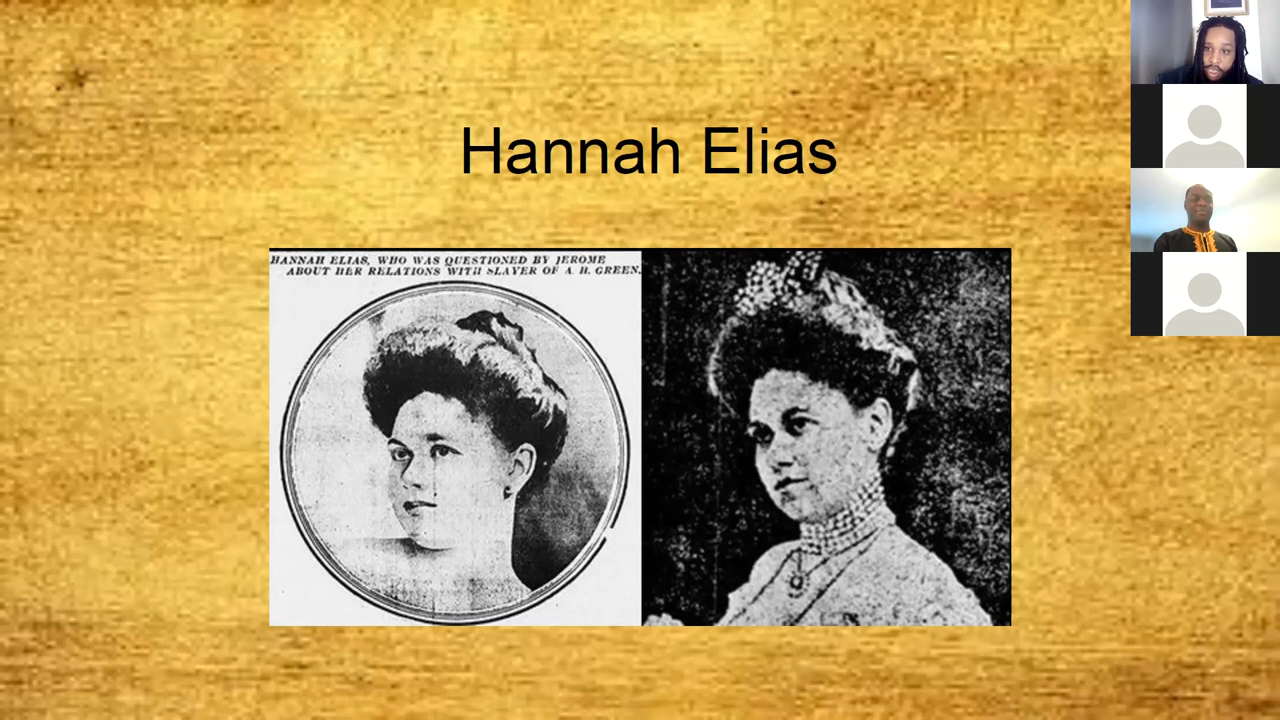 Hannah Elias
HANNAH ELIAS, WHO WAS QUESTIONED BY JEROME
ABOUT HER RELATIONS WITH SLAYER OF A. H. GREEN.